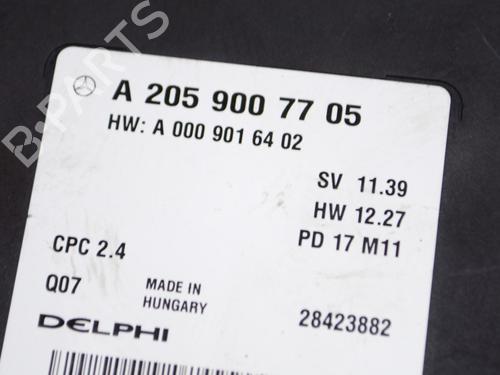 A 205 900 77 05
HW: A 000 901 64 02
SV 11.39
HW 12.27
PD 17 M11
CPC 2.4
Q07
MADE IN
HUNGARY
28423882
DELPHI
B-PARTS